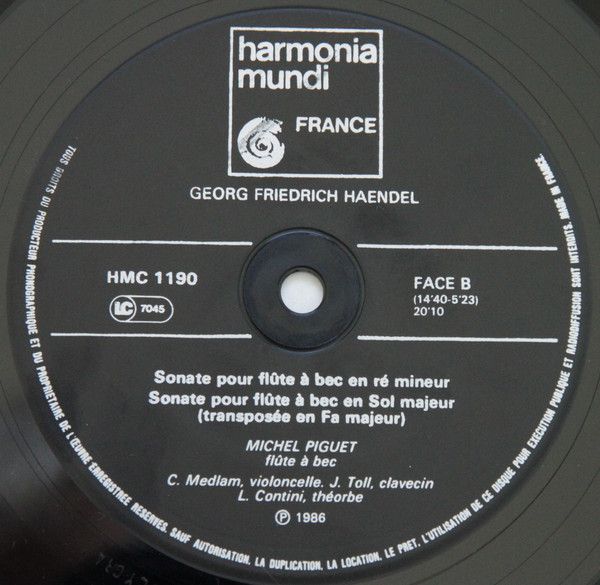 harmonia
mundi
FRANCE
GEORG FRIEDRICH HAENDEL
HMC 1190
LC 7045
FACE B
(14'40-5'23)
20'10
Sonate pour flûte à bec en ré mineur
Sonate pour flûte à bec en Sol majeur
(transposée en Fa majeur)
MICHEL PIGUET
flûte à bec
C. Medlam, violoncelle. J. Toll, clavecin
L. Contini, théorbe
℗ 1986
TOUS DROITS DU PRODUCTEUR PHONOGRAPHIQUE ET DU PROPRIETAIRE DE L'ŒUVRE ENREGISTREE RESERVES. SAUF AUTORISATION, LA DUPLICATION, LA LOCATION, LE PRET, L'UTILISATION DE CE DISQUE POUR EXECUTION PUBLIQUE ET RADIODIFFUSION SONT INTERDITS. MADE IN FRANCE.